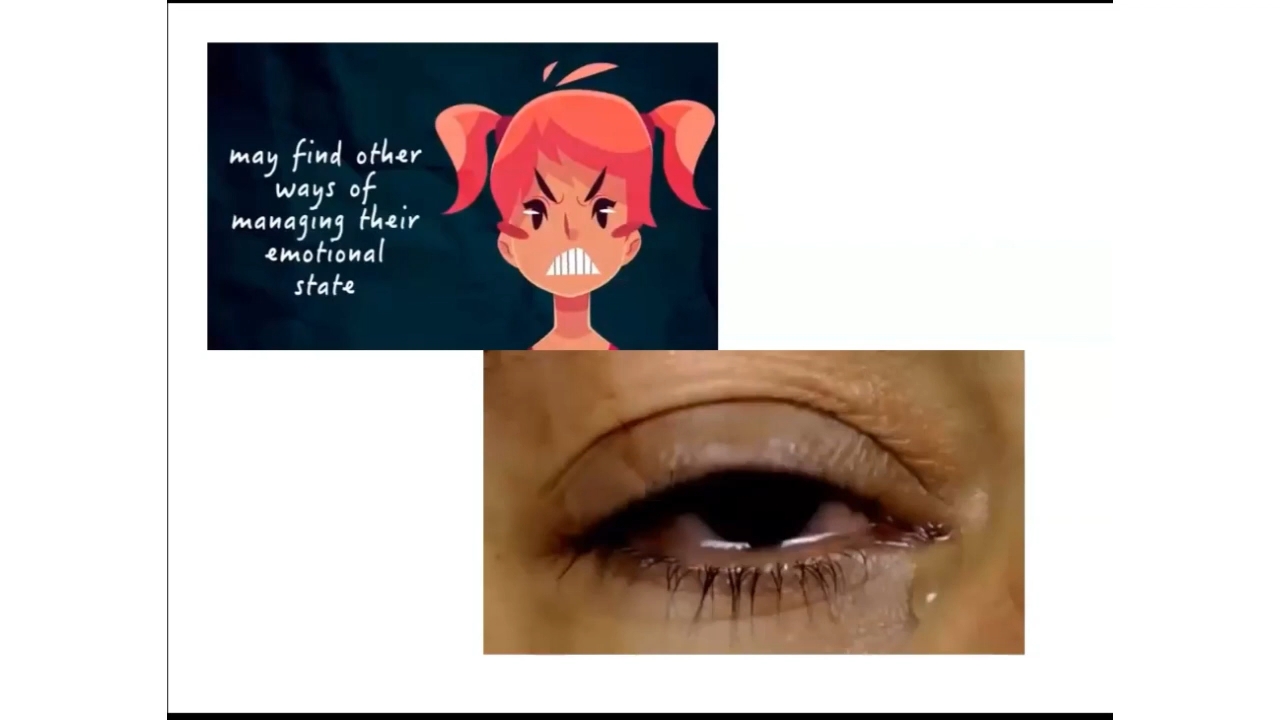 may find other
ways of
managing their
emotional
state